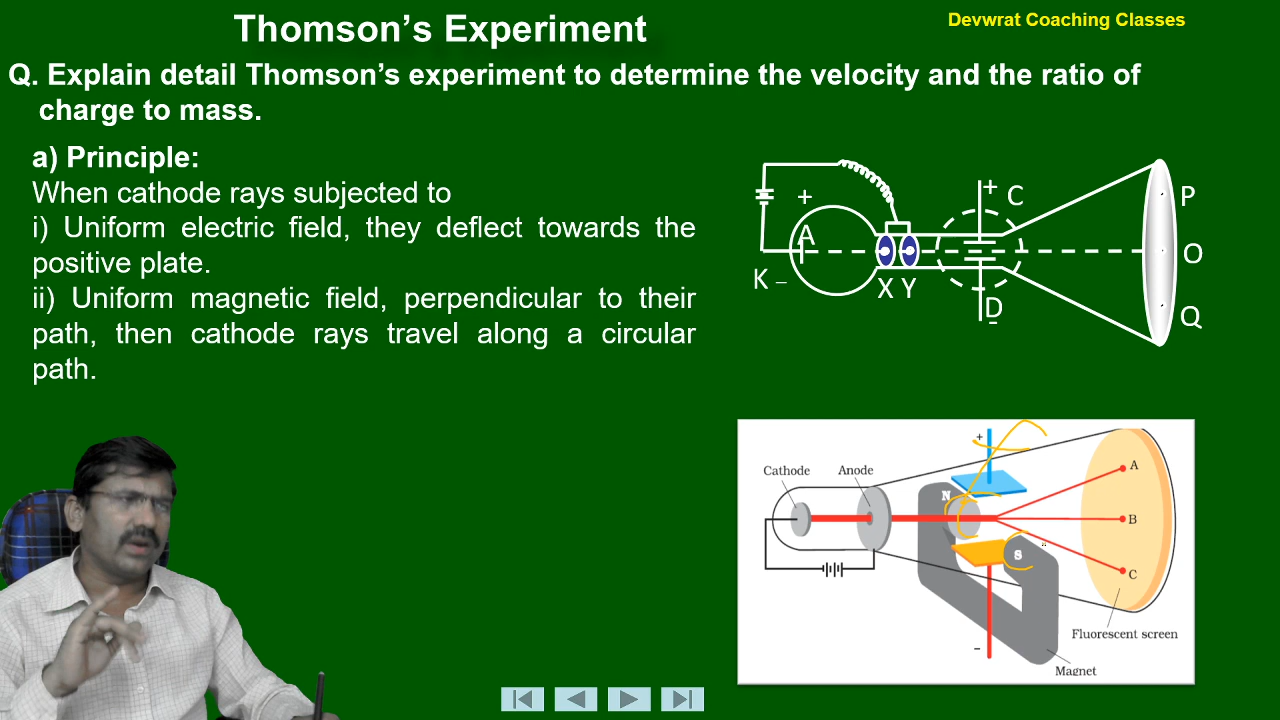 Thomson's Experiment
Devwrat Coaching Classes
Q. Explain detail Thomson's experiment to determine the velocity and the ratio of
charge to mass.
a) Principle:
When cathode rays subjected to
i) Uniform electric field, they deflect towards the
positive plate.
ii) Uniform magnetic field, perpendicular to their
path, then cathode rays travel along a circular
path.
+ C
+
P
A
O
K –
X Y
D
-
Q
+
Cathode
Anode
A
N
B
S
C
Fluorescent screen
–
Magnet